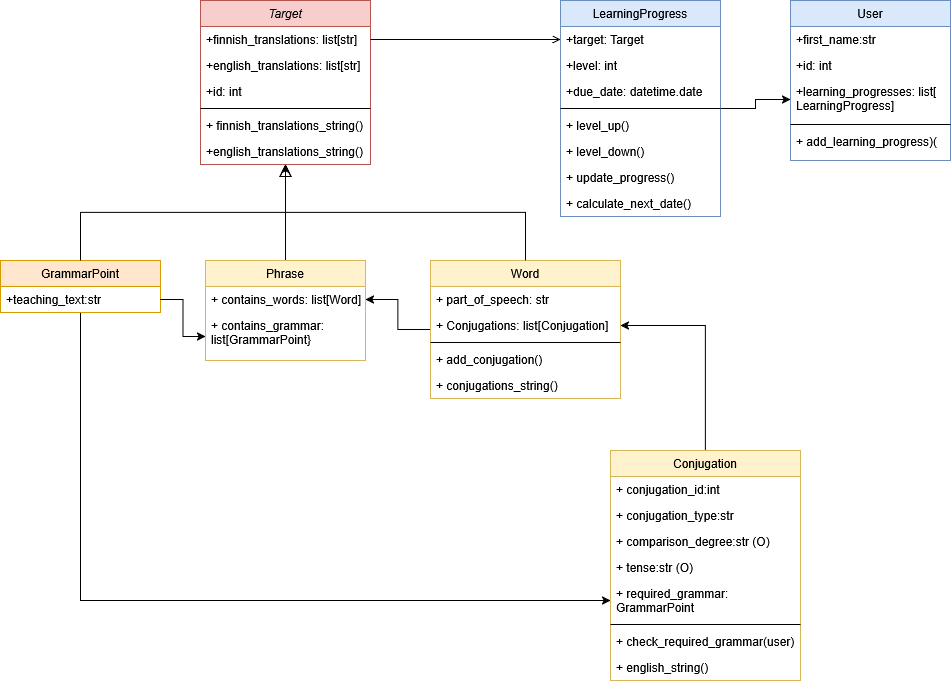 Target
+finnish_translations: list[str]
+english_translations: list[str]
+id: int
+ finnish_translations_string()
+english_translations_string()
LearningProgress
+target: Target
+level: int
+due_date: datetime.date
+ level_up()
+ level_down()
+ update_progress()
+ calculate_next_date()
User
+first_name:str
+id: int
+learning_progresses: list[
LearningProgress]
+ add_learning_progress)(
GrammarPoint
+teaching_text:str
Phrase
+ contains_words: list[Word]
+ contains_grammar:
list[GrammarPoint}
Word
+ part_of_speech: str
+ Conjugations: list[Conjugation]
+ add_conjugation()
+ conjugations_string()
Conjugation
+ conjugation_id:int
+ conjugation_type:str
+ comparison_degree:str (O)
+ tense:str (O)
+ required_grammar:
GrammarPoint
+ check_required_grammar(user)
+ english_string()